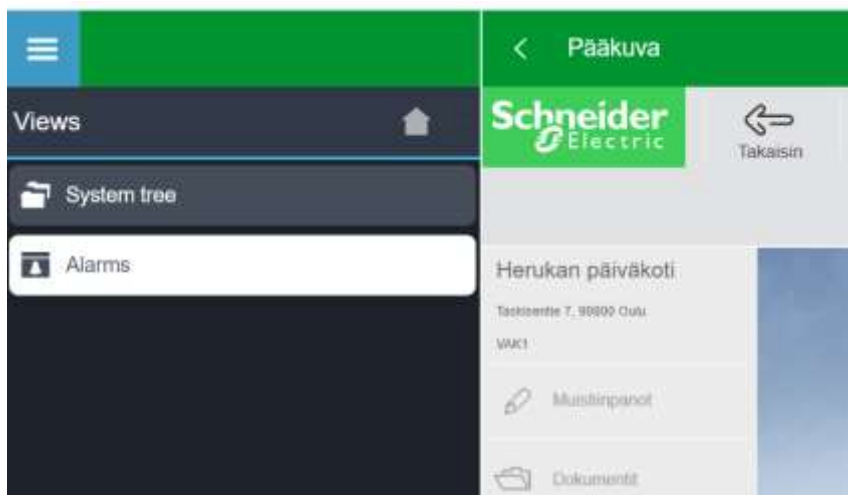 Views
System tree
Alarms
Pääkuva
Schneider
Electric
Takaisin
Herukan päiväkoti
VAK1
Muistiinpanot
Dokumentit